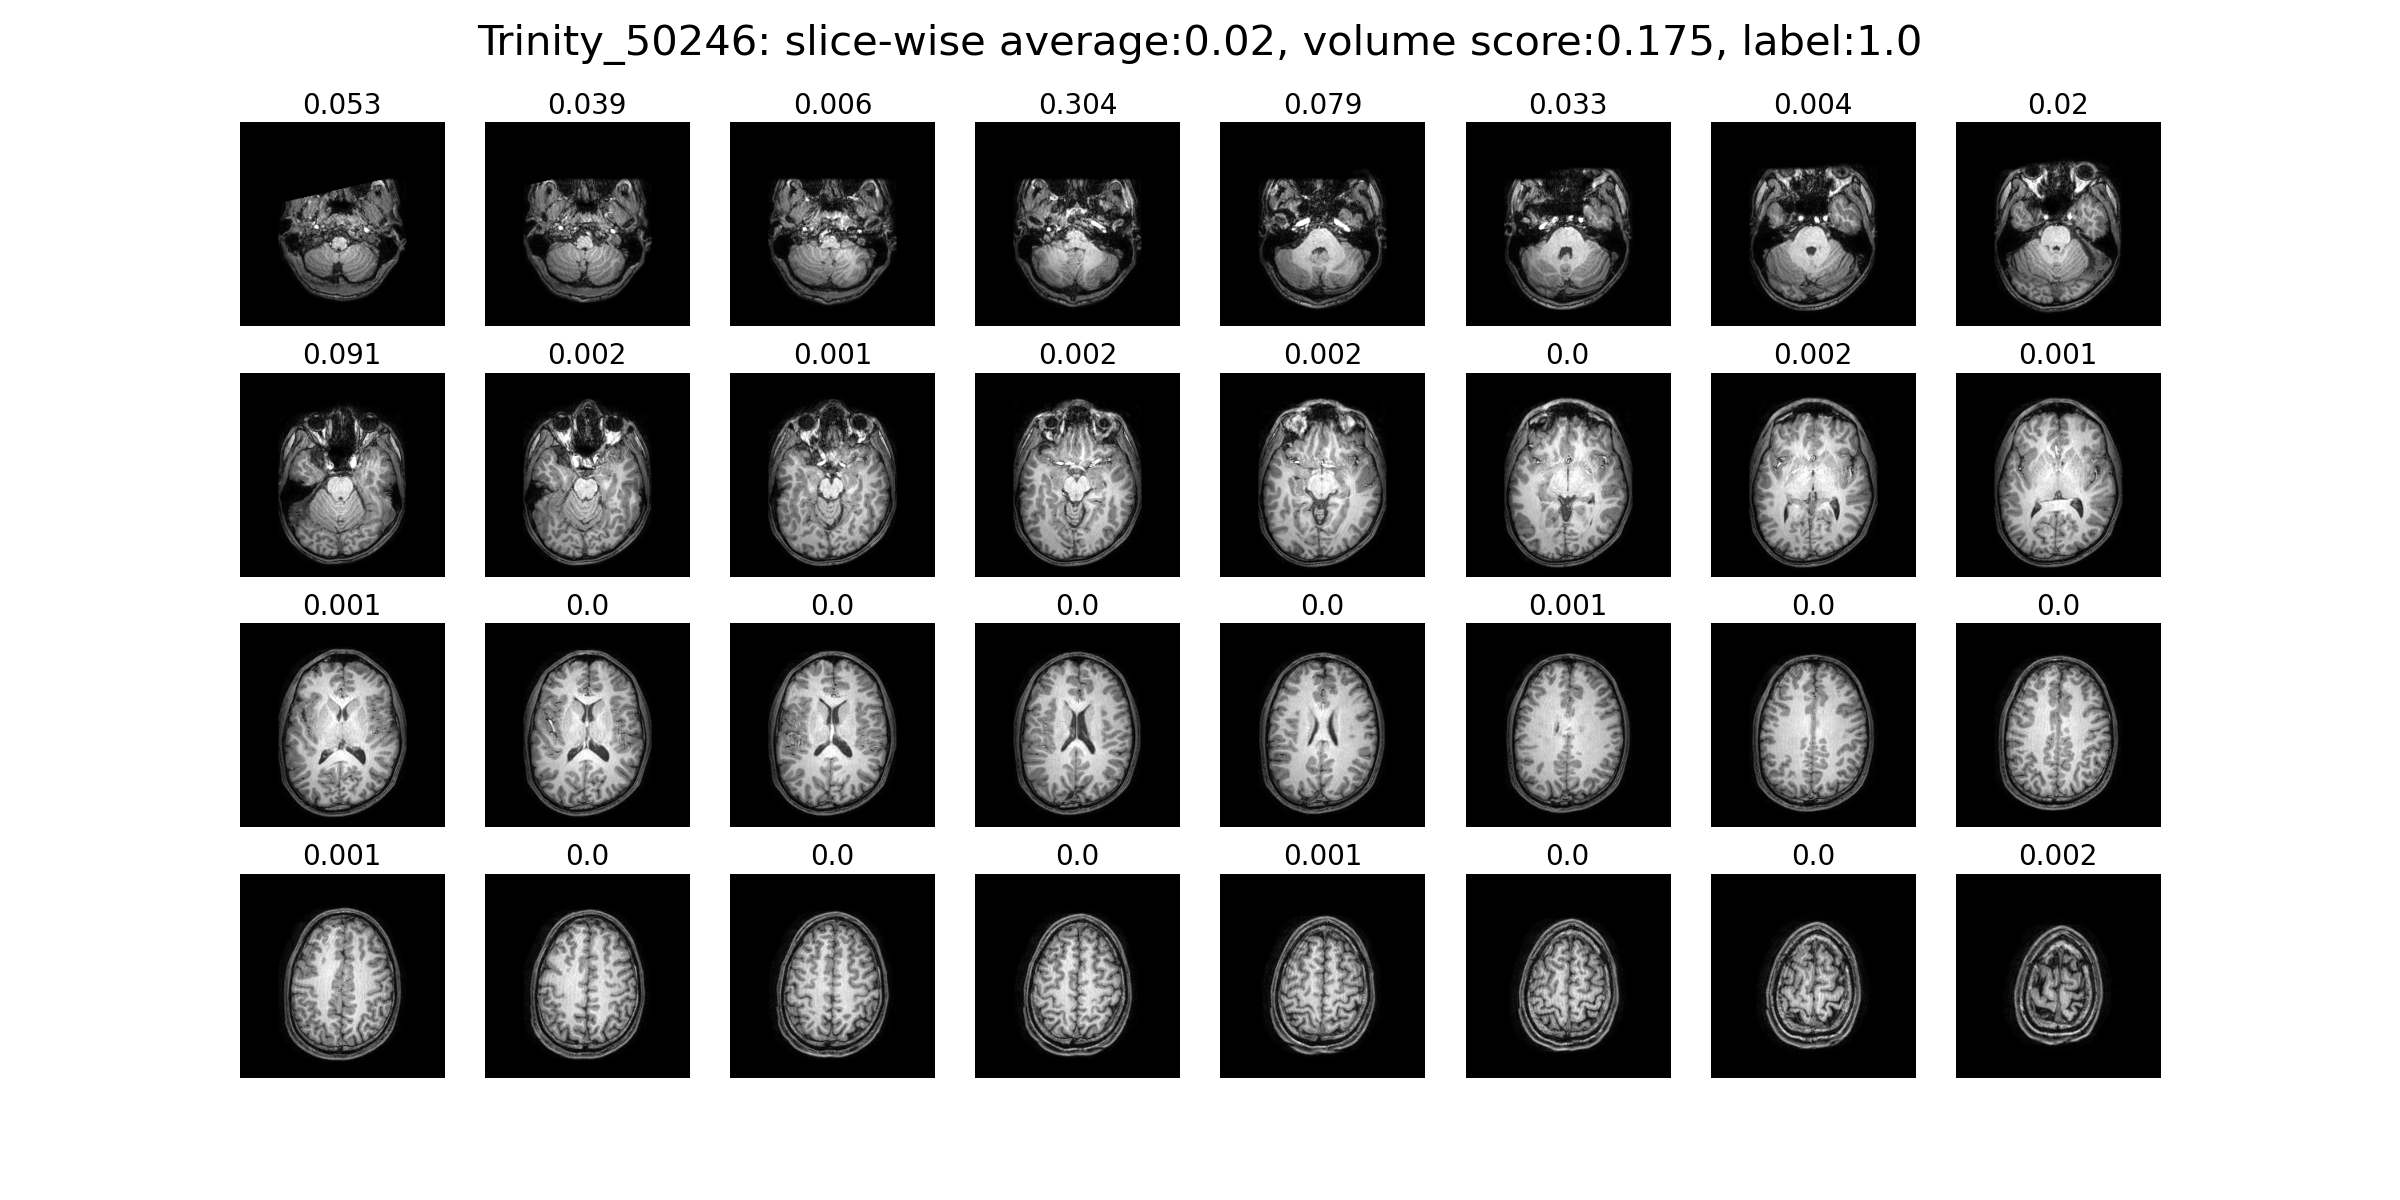 Trinity_50246: slice-wise average:0.02, volume score:0.175, label:1.0
0.053 0.039 0.006 0.304 0.079 0.033 0.004 0.02
0.091 0.002 0.001 0.002 0.002 0.0 0.002 0.001
0.001 0.0 0.0 0.0 0.0 0.001 0.0 0.0
0.001 0.0 0.0 0.0 0.001 0.0 0.0 0.002